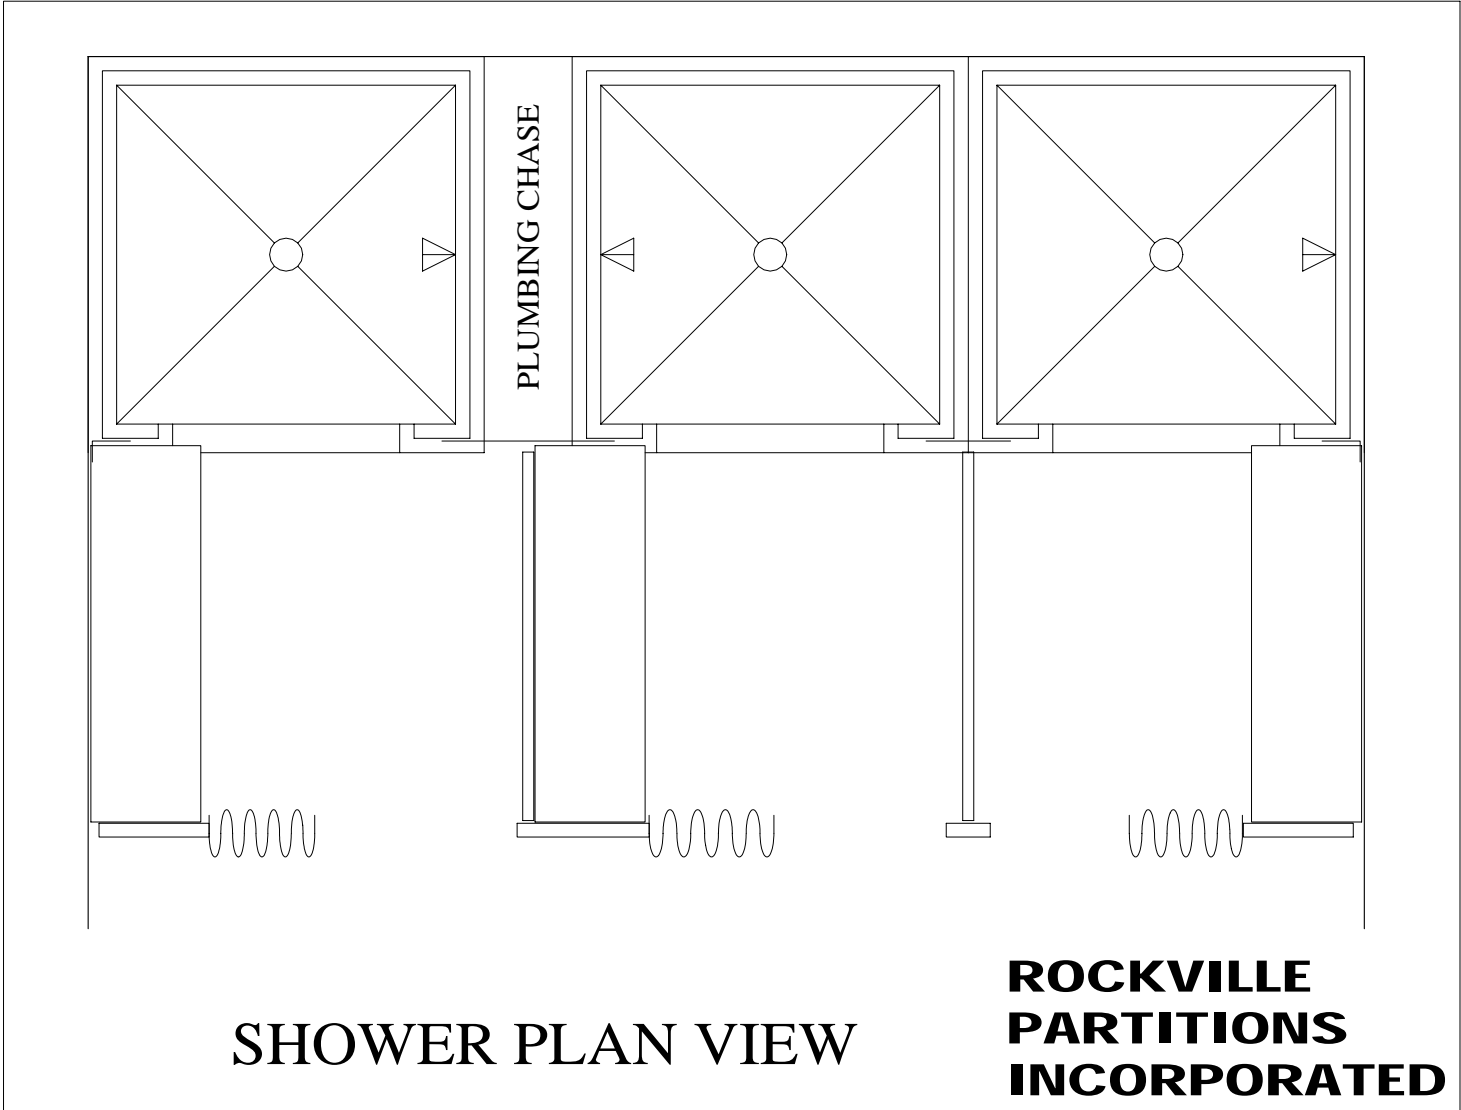 PLUMBING CHASE
SHOWER PLAN VIEW
ROCKVILLE
PARTITIONS
INCORPORATED